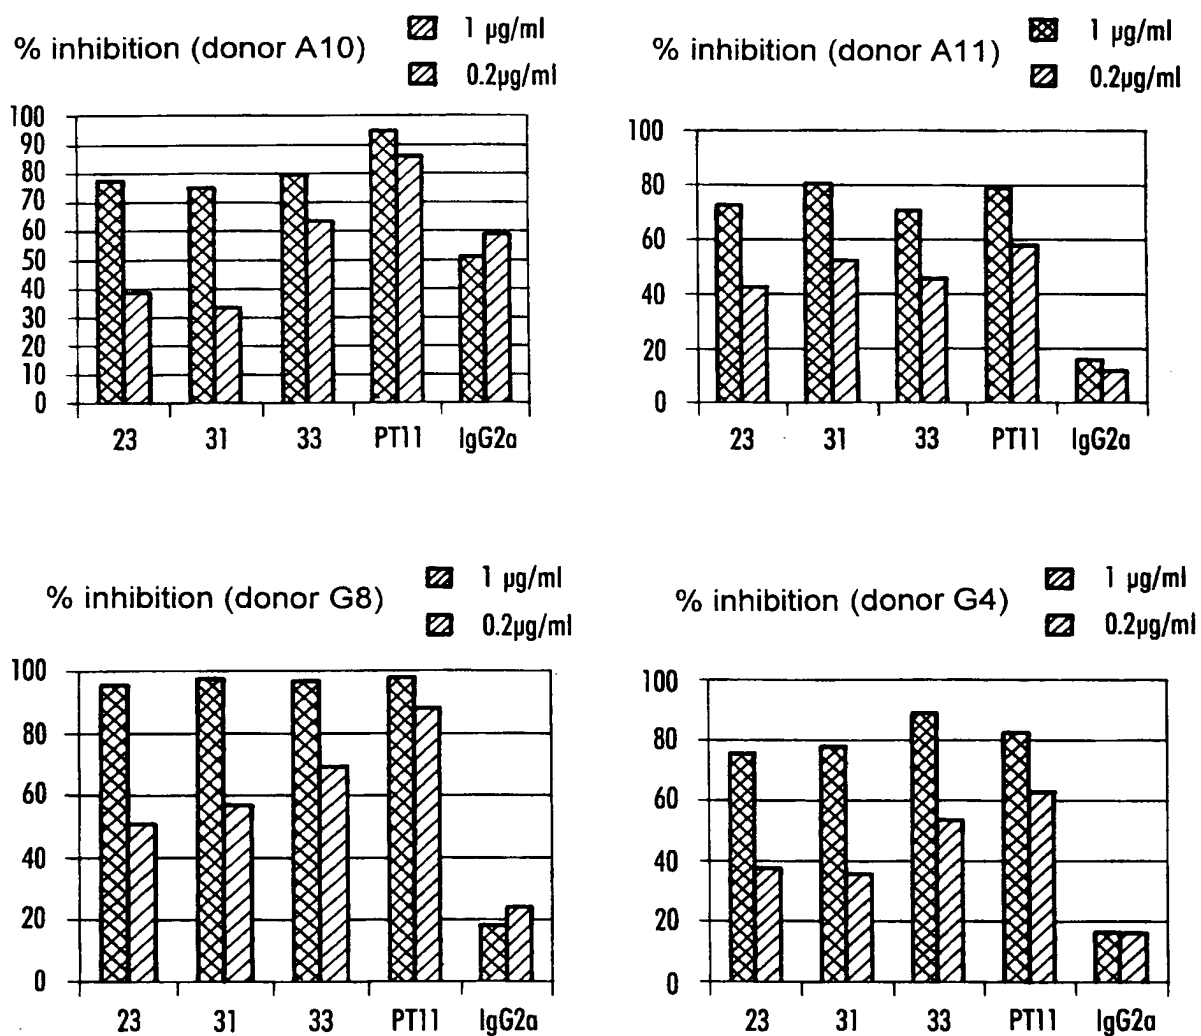 % inhibition (donor A10)
1 µg/ml
0.2µg/ml
100
90
80
70
60
50
40
30
20
10
0
23 31 33 PT11 IgG2a
% inhibition (donor A11)
1 µg/ml
0.2µg/ml
100
80
60
40
20
0
23 31 33 PT11 IgG2a
% inhibition (donor G8)
1 µg/ml
0.2µg/ml
100
80
60
40
20
0
23 31 33 PT11 IgG2a
% inhibition (donor G4)
1 µg/ml
0.2µg/ml
100
80
60
40
20
0
23 31 33 PT11 IgG2a